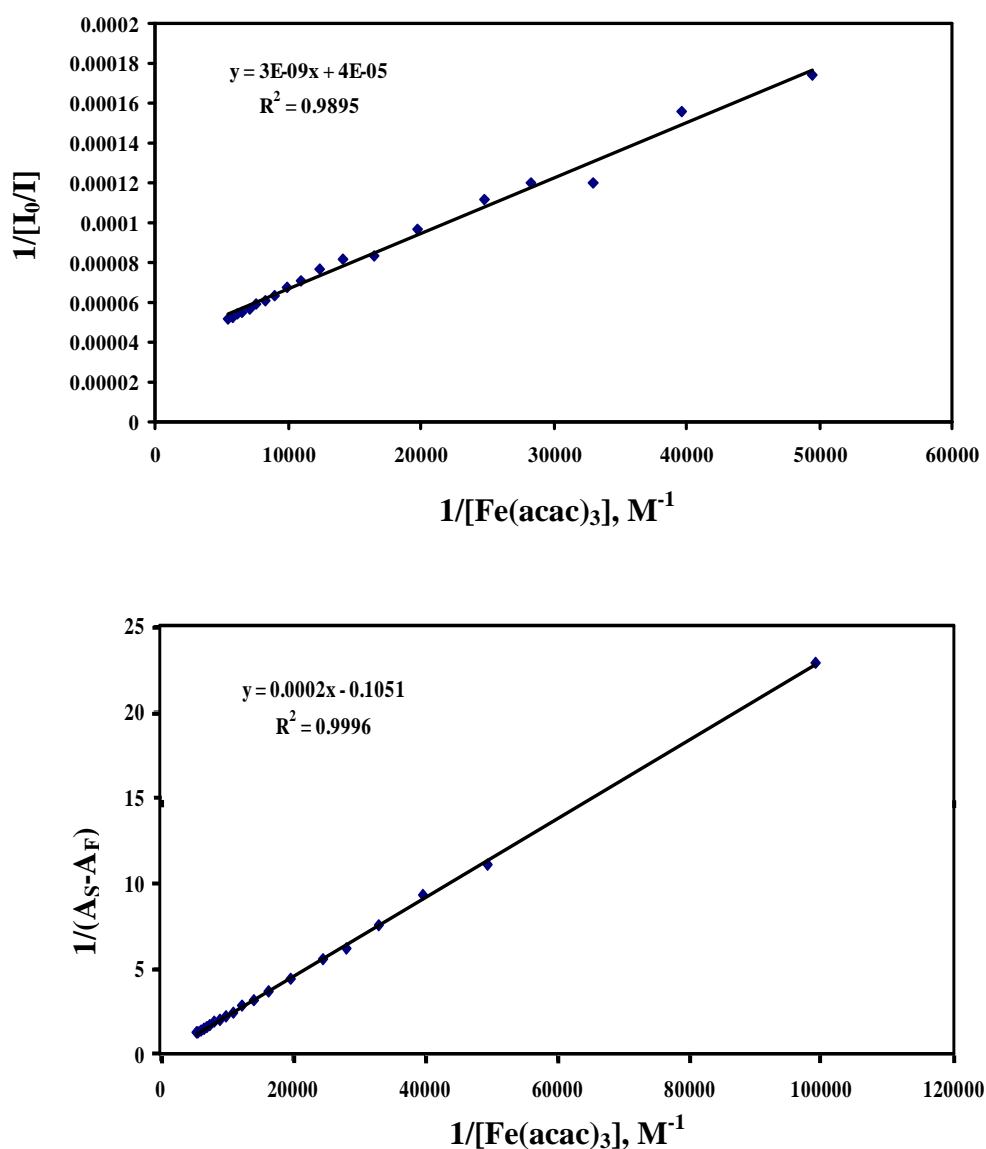 0.0002
0.00018
0.00016
0.00014
0.00012
0.0001
0.00008
0.00006
0.00004
0.00002
0
y = 3E-09x + 4E-05
R² = 0.9895
1/[I₀/I]
0 10000 20000 30000 40000 50000 60000
1/[Fe(acac)₃], M⁻¹
25
20
15
10
5
0
y = 0.0002x - 0.1051
R² = 0.9996
1/(A_S-A_F)
0 20000 40000 60000 80000 100000 120000
1/[Fe(acac)₃], M⁻¹